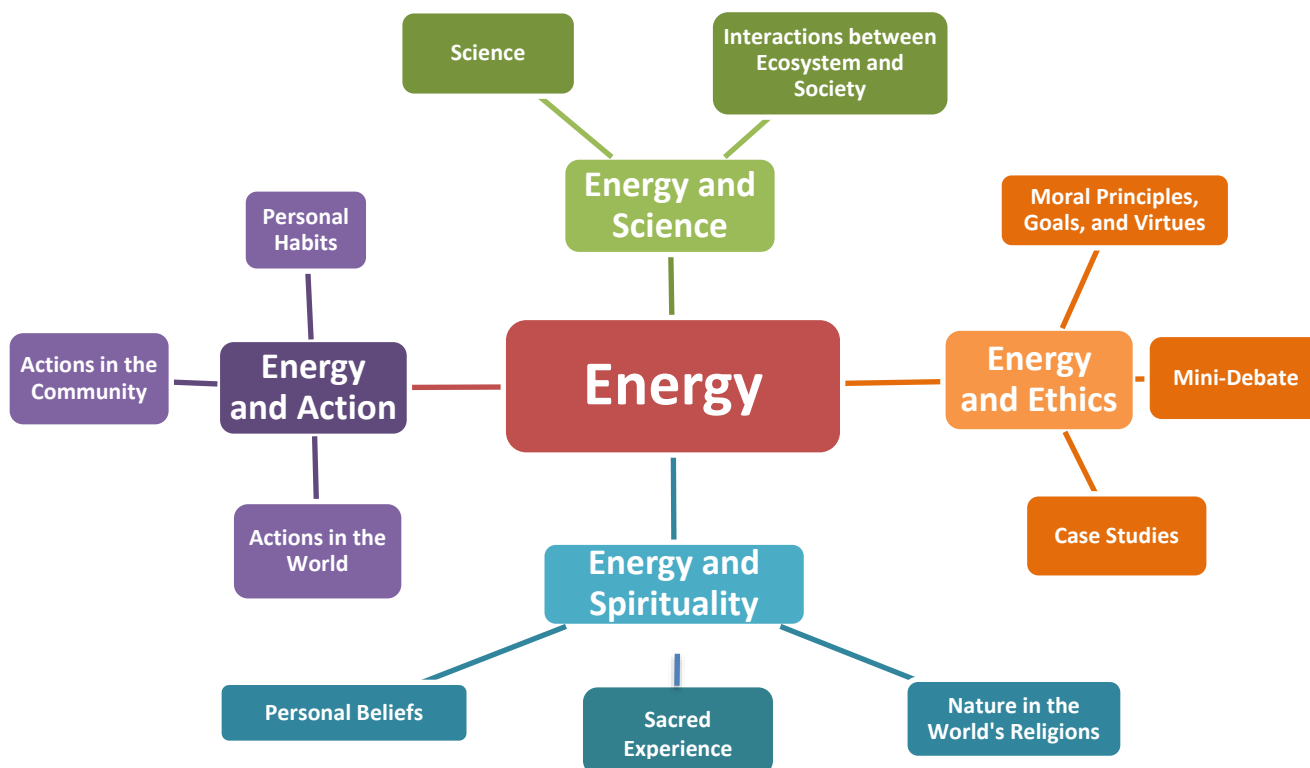 Science
Interactions between
Ecosystem and
Society
Energy and
Science
Personal
Habits
Moral Principles,
Goals, and Virtues
Actions in the
Community
Energy
and Action
Energy
Energy
and Ethics
Mini-Debate
Actions in the
World
Case Studies
Energy and
Spirituality
Personal Beliefs
Sacred
Experience
Nature in the
World's Religions